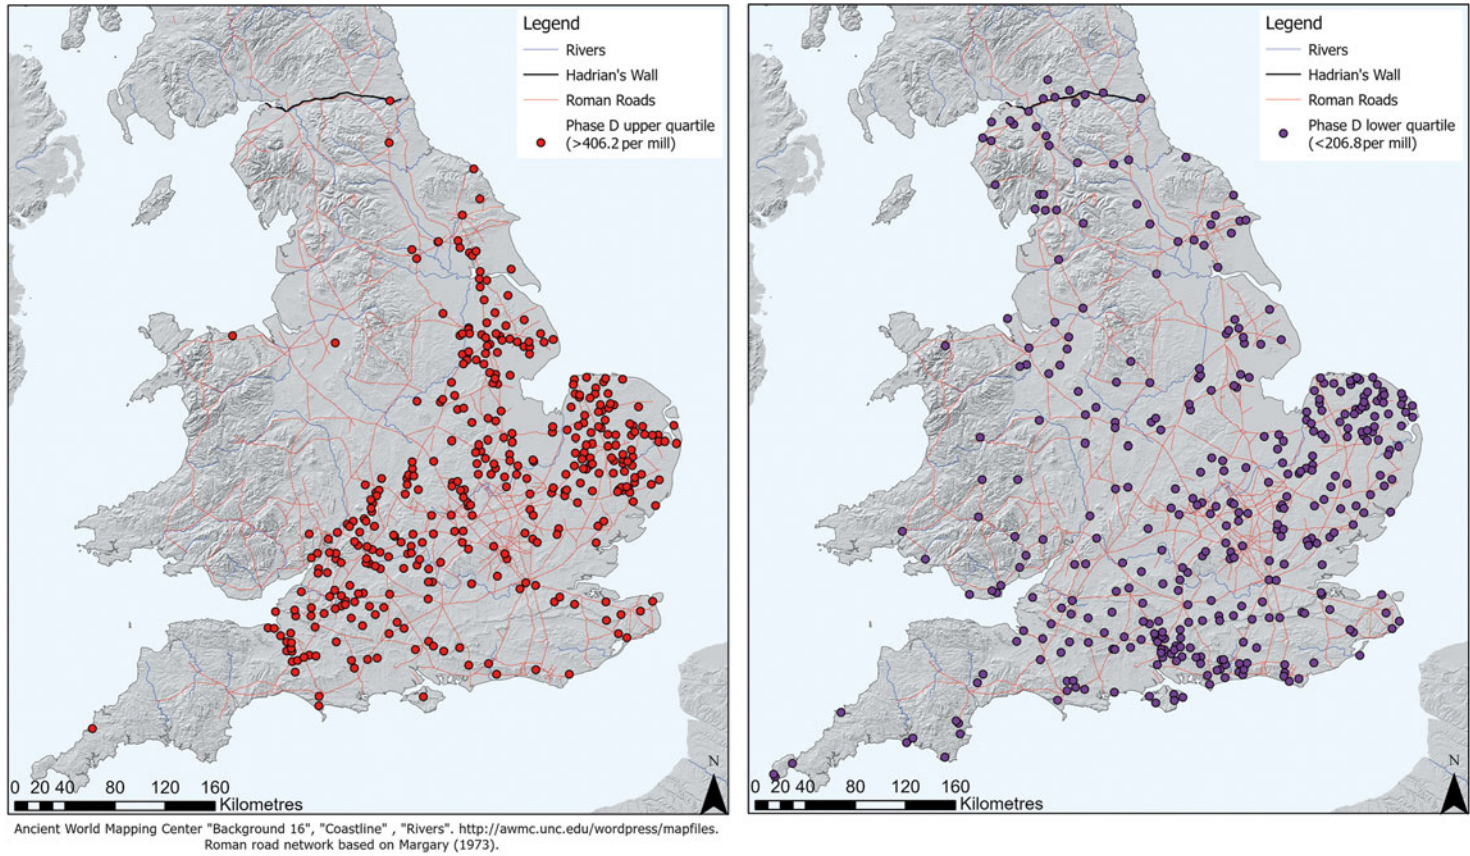 Legend
Rivers
Hadrian's Wall
Roman Roads
Phase D upper quartile
(>406.2 per mill)
N
0 20 40 80 120 160
Kilometres
Legend
Rivers
Hadrian's Wall
Roman Roads
Phase D lower quartile
(<206.8 per mill)
N
0 20 40 80 120 160
Kilometres
Ancient World Mapping Center "Background 16", "Coastline" , "Rivers". http://awmc.unc.edu/wordpress/mapfiles.
Roman road network based on Margary (1973).